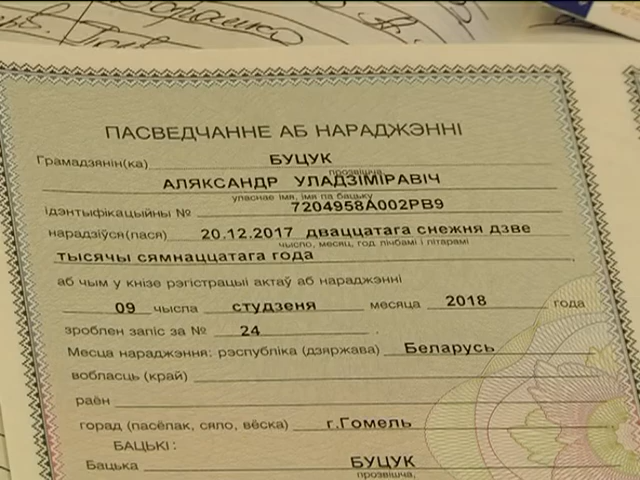 ПАСВЕДЧАННЕ АБ НАРАДЖЭННІ
Грамадзянін(ка) БУЦУК
прозвішча
АЛЯКСАНДР УЛАДЗІМІРАВІЧ
уласнае імя, імя па бацьку
ідэнтыфікацыйны № 7204958А002РВ9
нарадзіўся(лася) 20.12.2017 дваццатага снежня дзве
чысло, месяц, год лічбамі і літарамі
тысячы сямнаццатага года
аб чым у кнізе рэгістрацыі актаў аб нараджэнні
09 чысла студзеня месяца 2018 года
зроблен запіс за № 24
Месца нараджэння: рэспубліка (дзяржава) Беларусь
вобласць (край)
раён
горад (пасёлак, сяло, вёска) г.Гомель
БАЦЬКІ:
Бацька БУЦУК
прозвішча,